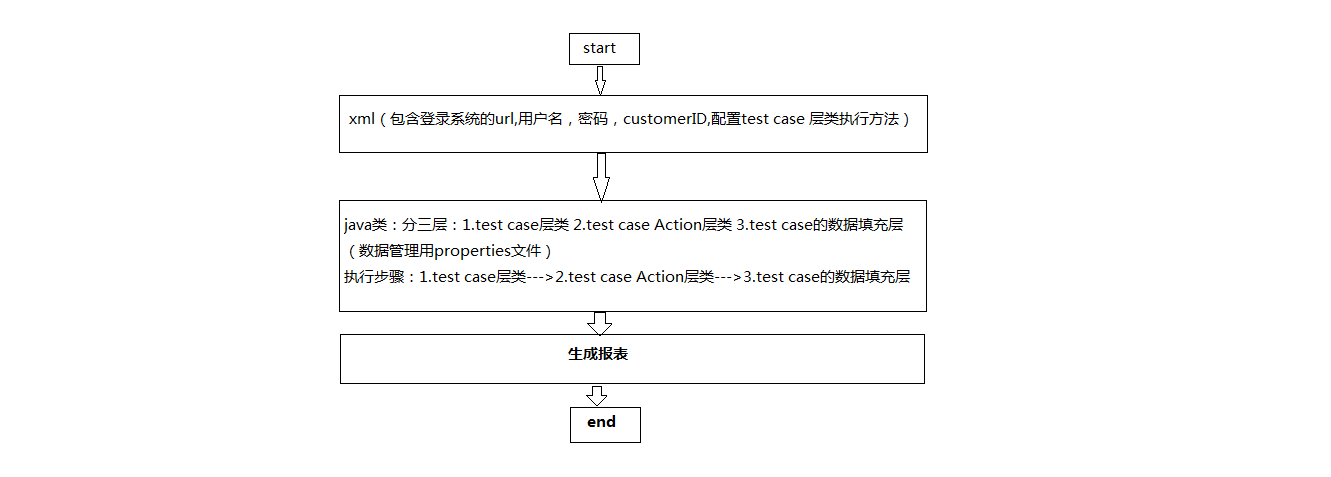 start
xml（包含登录系统的url,用户名，密码，customerID,配置test case 层类执行方法）
java类：分三层：1.test case层类 2.test case Action层类 3.test case的数据填充层
（数据管理用properties文件）
执行步骤：1.test case层类--->2.test case Action层类--->3.test case的数据填充层
生成报表
end